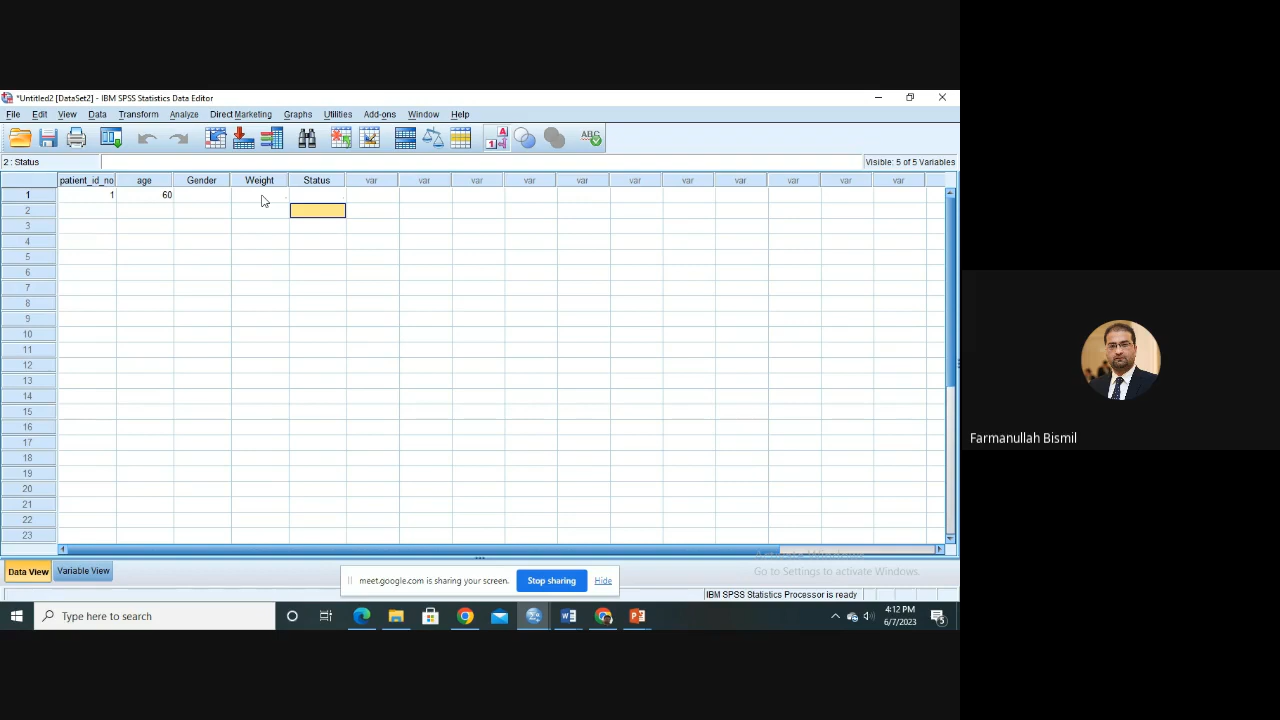 *Untitled2 [DataSet2] - IBM SPSS Statistics Data Editor
File Edit View Data Transform Analyze Direct Marketing Graphs Utilities Add-ons Window Help
2 : Status Visible: 5 of 5 Variables
patient_id_no age Gender Weight Status var var var var var var var var var var var
1 1 60 . .
2
3
4
5
6
7
8
9
10
11
12
13
14
15
16
17
18
19
20
21
22
23
Farmanullah Bismil
Activate Windows
Go to Settings to activate Windows.
Data View Variable View
meet.google.com is sharing your screen. Stop sharing Hide
IBM SPSS Statistics Processor is ready
Type here to search
4:12 PM
6/7/2023
5